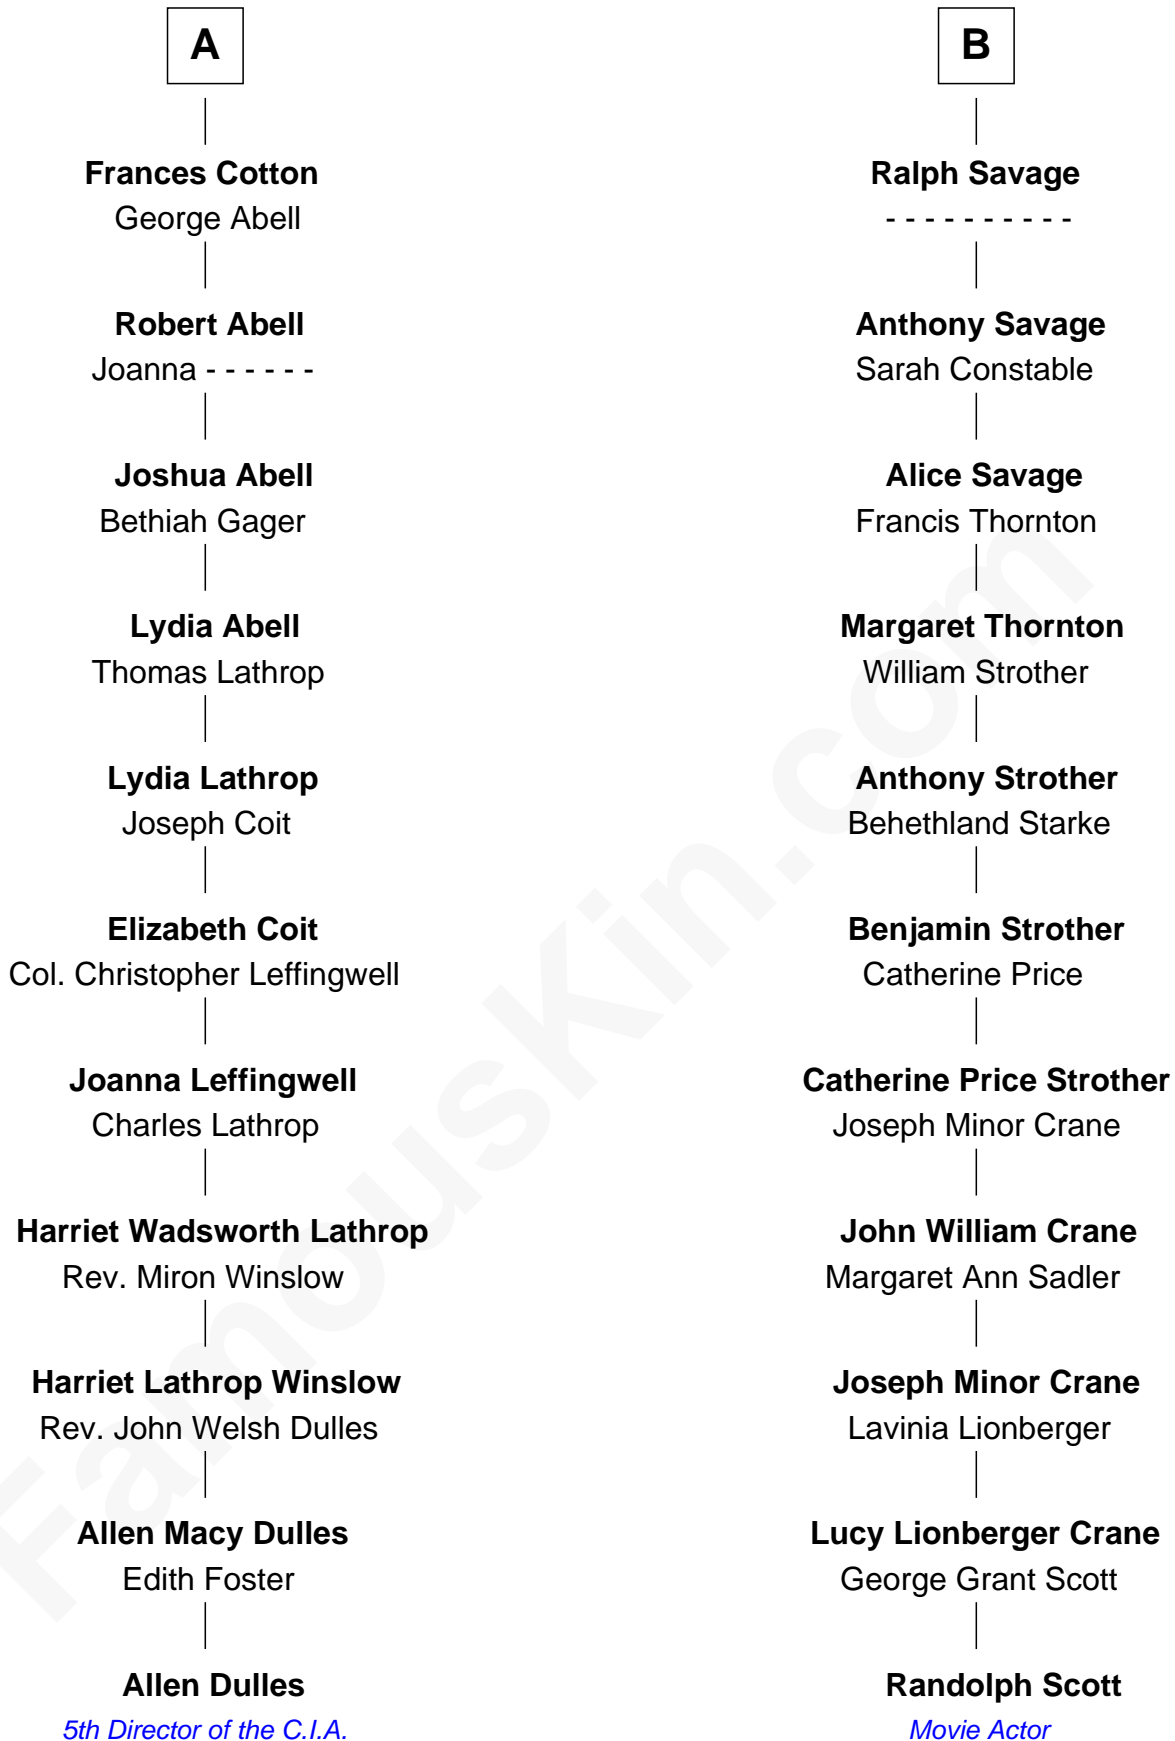 A
Frances Cotton
George Abell
Robert Abell
Joanna - - - - - -
Joshua Abell
Bethiah Gager
Lydia Abell
Thomas Lathrop
Lydia Lathrop
Joseph Coit
Elizabeth Coit
Col. Christopher Leffingwell
Joanna Leffingwell
Charles Lathrop
Harriet Wadsworth Lathrop
Rev. Miron Winslow
Harriet Lathrop Winslow
Rev. John Welsh Dulles
Allen Macy Dulles
Edith Foster
Allen Dulles
5th Director of the C.I.A.
B
Ralph Savage
- - - - - - - - - -
Anthony Savage
Sarah Constable
Alice Savage
Francis Thornton
Margaret Thornton
William Strother
Anthony Strother
Behethland Starke
Benjamin Strother
Catherine Price
Catherine Price Strother
Joseph Minor Crane
John William Crane
Margaret Ann Sadler
Joseph Minor Crane
Lavinia Lionberger
Lucy Lionberger Crane
George Grant Scott
Randolph Scott
Movie Actor
FamousKin.com